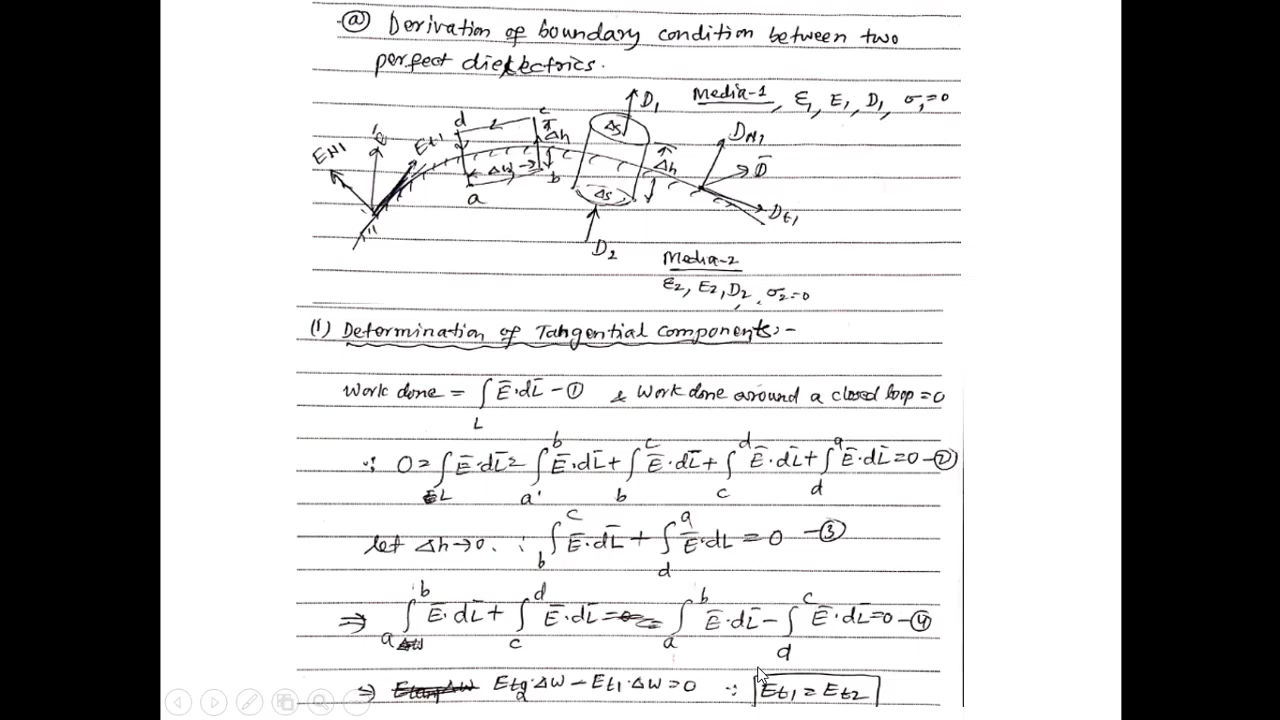 (a) Derivation of boundary condition between two
perfect dielectrics.
Media-1, ε1, E1, D1, σ1=0
D1
d c
Δh
EN1 Et1
ΔS
DN1
D̄
ΔW
b
Δh
a
ΔS
Dt1
D2
Media-2
ε2, E2, D2, σ2=0
(1) Determination of Tangential components:-
Work done = ∫L Ē·dL̄ - ① & Work done around a closed loop = 0
∵ 0 = ∫L Ē·dL̄ = ∫a^b Ē·dL̄ + ∫b^c Ē·dL̄ + ∫c^d Ē·dL̄ + ∫d^a Ē·dL̄ = 0 - ②
let Δh→0. ∴ ∫b^c Ē·dL̄ + ∫d^a Ē·dL = 0 - ③
⇒ ∫a^b Ē·dL̄ + ∫c^d Ē·dL̄ = ∫a^b Ē·dL̄ - ∫d^c Ē·dL̄ = 0 - ④
⇒ Et2·ΔW - Et1·ΔW = 0 ∵ Et1 = Et2